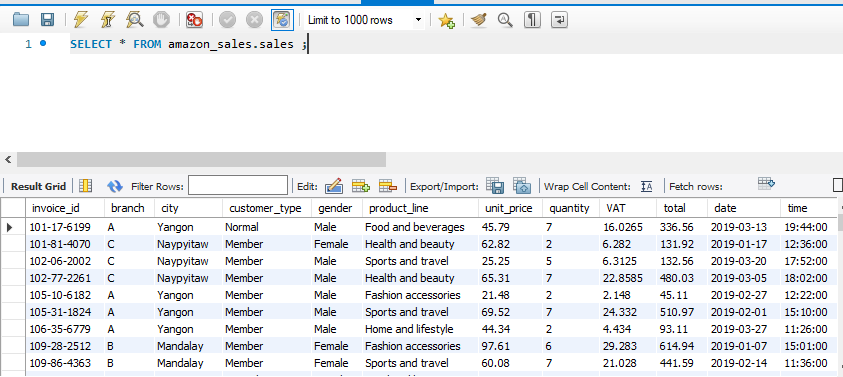 Limit to 1000 rows
1 SELECT * FROM amazon_sales.sales ;
Result Grid Filter Rows: Edit: Export/Import: Wrap Cell Content: IA Fetch rows:
invoice_id branch city customer_type gender product_line unit_price quantity VAT total date time
101-17-6199 A Yangon Normal Male Food and beverages 45.79 7 16.0265 336.56 2019-03-13 19:44:00
101-81-4070 C Naypyitaw Member Female Health and beauty 62.82 2 6.282 131.92 2019-01-17 12:36:00
102-06-2002 C Naypyitaw Member Male Sports and travel 25.25 5 6.3125 132.56 2019-03-20 17:52:00
102-77-2261 C Naypyitaw Member Male Health and beauty 65.31 7 22.8585 480.03 2019-03-05 18:02:00
105-10-6182 A Yangon Member Male Fashion accessories 21.48 2 2.148 45.11 2019-02-27 12:22:00
105-31-1824 A Yangon Member Male Sports and travel 69.52 7 24.332 510.97 2019-02-01 15:10:00
106-35-6779 A Yangon Member Male Home and lifestyle 44.34 2 4.434 93.11 2019-03-27 11:26:00
109-28-2512 B Mandalay Member Female Fashion accessories 97.61 6 29.283 614.94 2019-01-07 15:01:00
109-86-4363 B Mandalay Member Female Sports and travel 60.08 7 21.028 441.59 2019-02-14 11:36:00